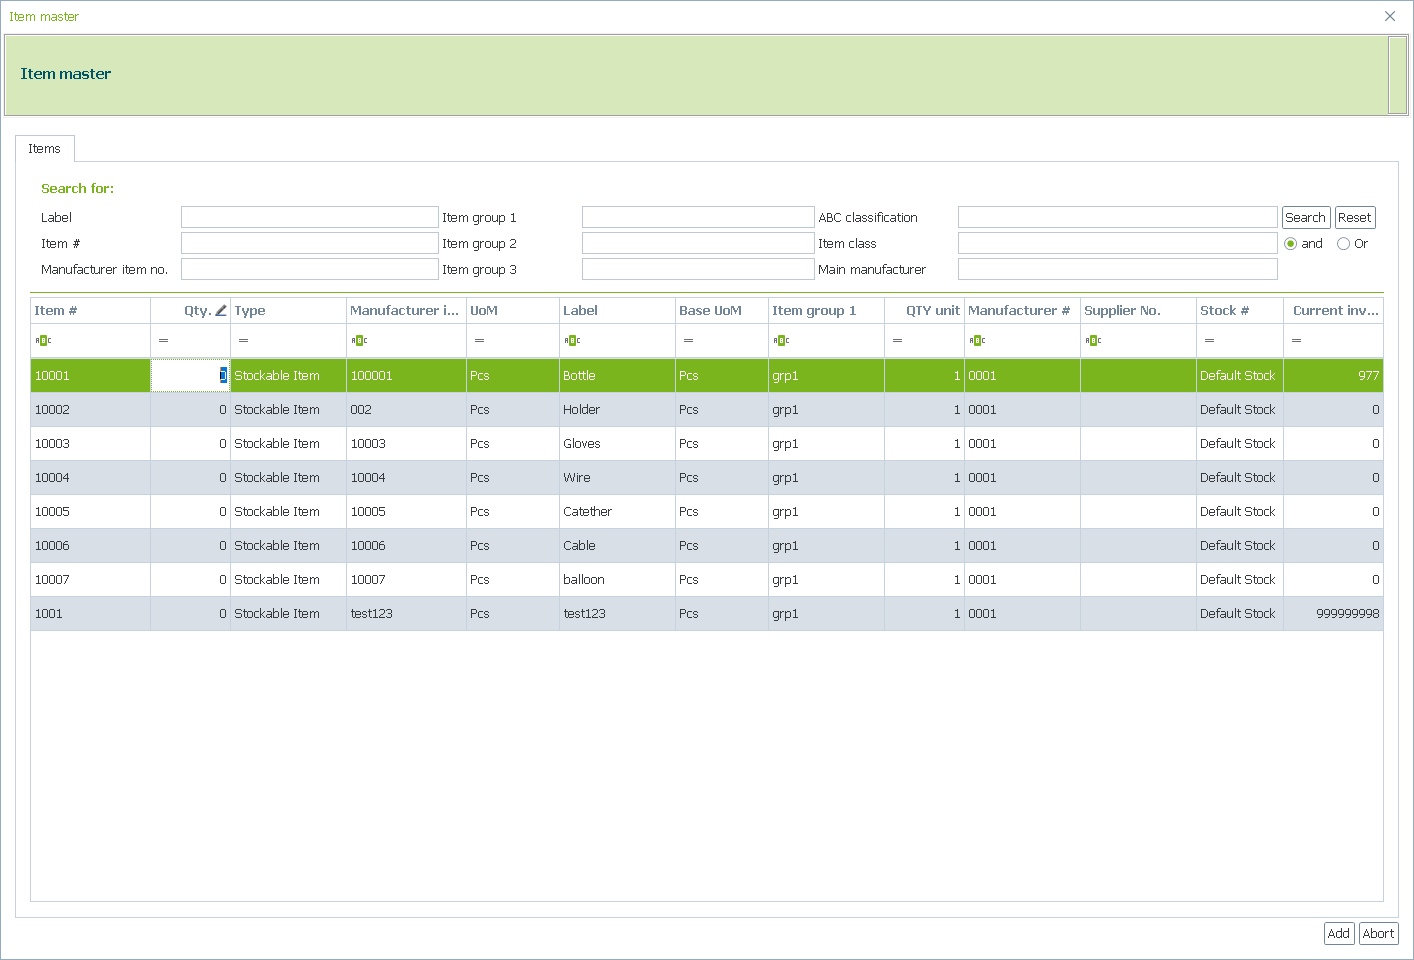 Item master
Item master
Items
Search for:
Label Item group 1 ABC classification Search Reset
Item # Item group 2 Item class and Or
Manufacturer item no. Item group 3 Main manufacturer
Item # Qty. Type Manufacturer i... UoM Label Base UoM Item group 1 QTY unit Manufacturer # Supplier No. Stock # Current inv...
ABC = = ABC = ABC = ABC = ABC ABC = =
10001 0 Stockable Item 100001 Pcs Bottle Pcs grp1 1 0001 Default Stock 977
10002 0 Stockable Item 002 Pcs Holder Pcs grp1 1 0001 Default Stock 0
10003 0 Stockable Item 10003 Pcs Gloves Pcs grp1 1 0001 Default Stock 0
10004 0 Stockable Item 10004 Pcs Wire Pcs grp1 1 0001 Default Stock 0
10005 0 Stockable Item 10005 Pcs Catether Pcs grp1 1 0001 Default Stock 0
10006 0 Stockable Item 10006 Pcs Cable Pcs grp1 1 0001 Default Stock 0
10007 0 Stockable Item 10007 Pcs balloon Pcs grp1 1 0001 Default Stock 0
1001 0 Stockable Item test123 Pcs test123 Pcs grp1 1 0001 Default Stock 999999998
Add Abort